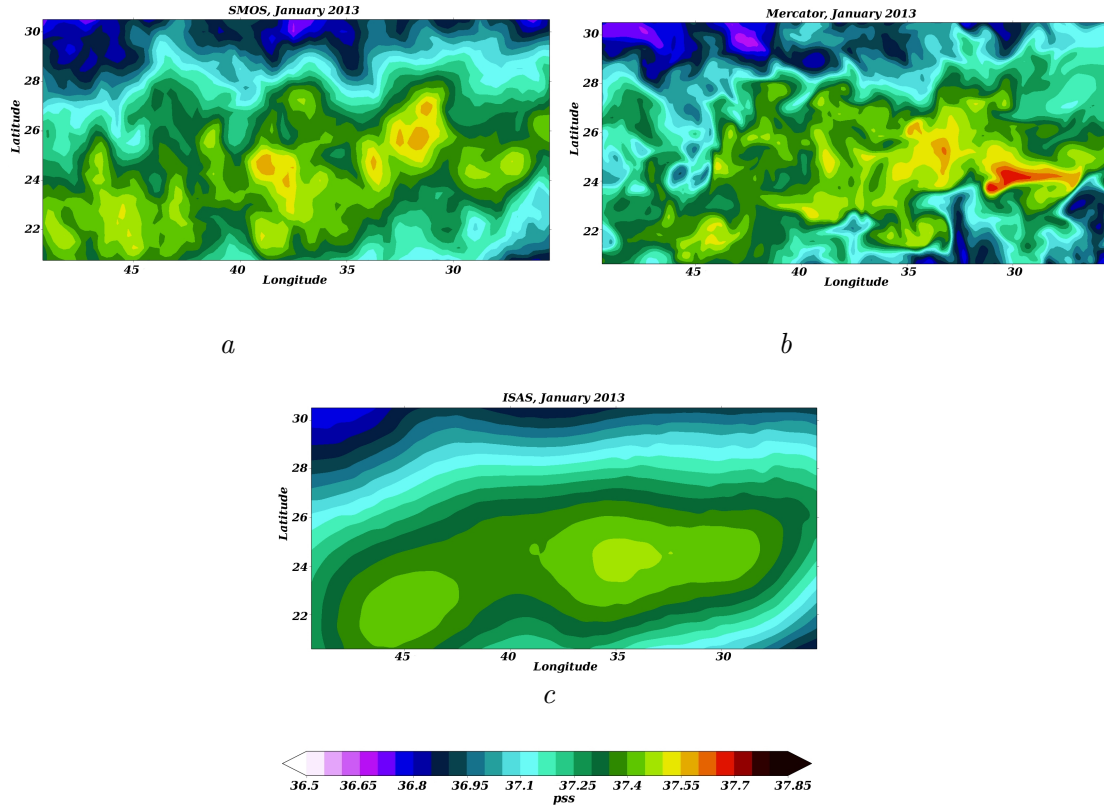 SMOS, January 2013
30
28
26
24
22
Latitude
45
40
35
30
Longitude
a
Mercator, January 2013
30
28
26
24
22
Latitude
45
40
35
30
Longitude
b
ISAS, January 2013
30
28
26
24
22
Latitude
45
40
35
30
Longitude
c
36.5 36.65 36.8 36.95 37.1 37.25 37.4 37.55 37.7 37.85
pss